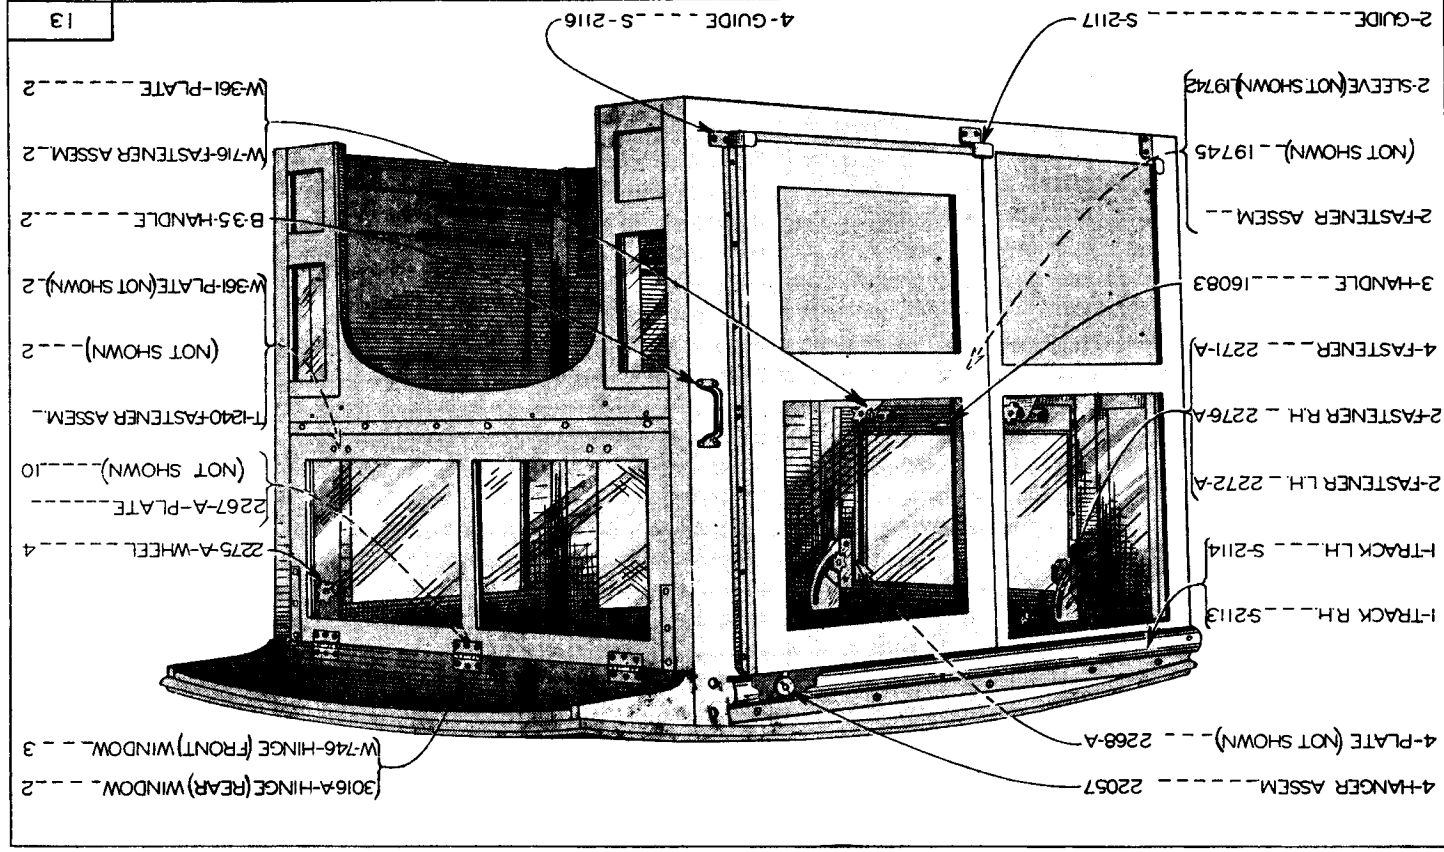 4-HANGER ASSEM ------ 22057
4-PLATE (NOT SHOWN) --- 2268-A
1-TRACK R.H. ---- S-2113
1-TRACK L.H. --- S-2114
2-FASTENER L.H. -- 2272-A
2-FASTENER R.H. -- 2276-A
4-FASTENER ---- 2271-A
3-HANDLE ------ 16083
2-FASTENER ASSEM --
(NOT SHOWN) -- 19745
2-SLEEVE (NOT SHOWN) 19742
2-GUIDE ---------- S-2117
4-GUIDE ------ S-2116
3016-A-HINGE (REAR) WINDOW ----- 2
W-746-HINGE (FRONT) WINDOW --- 3
2275-A-WHEEL ------- 4
2267-A-PLATE ------
(NOT SHOWN) ----- 10
T-1240-FASTENER ASSEM.--
(NOT SHOWN) --- 2
W-361-PLATE (NOT SHOWN) -- 2
B-35-HANDLE ------- 2
W-716-FASTENER ASSEM. -- 2
W-361-PLATE ------- 2
13